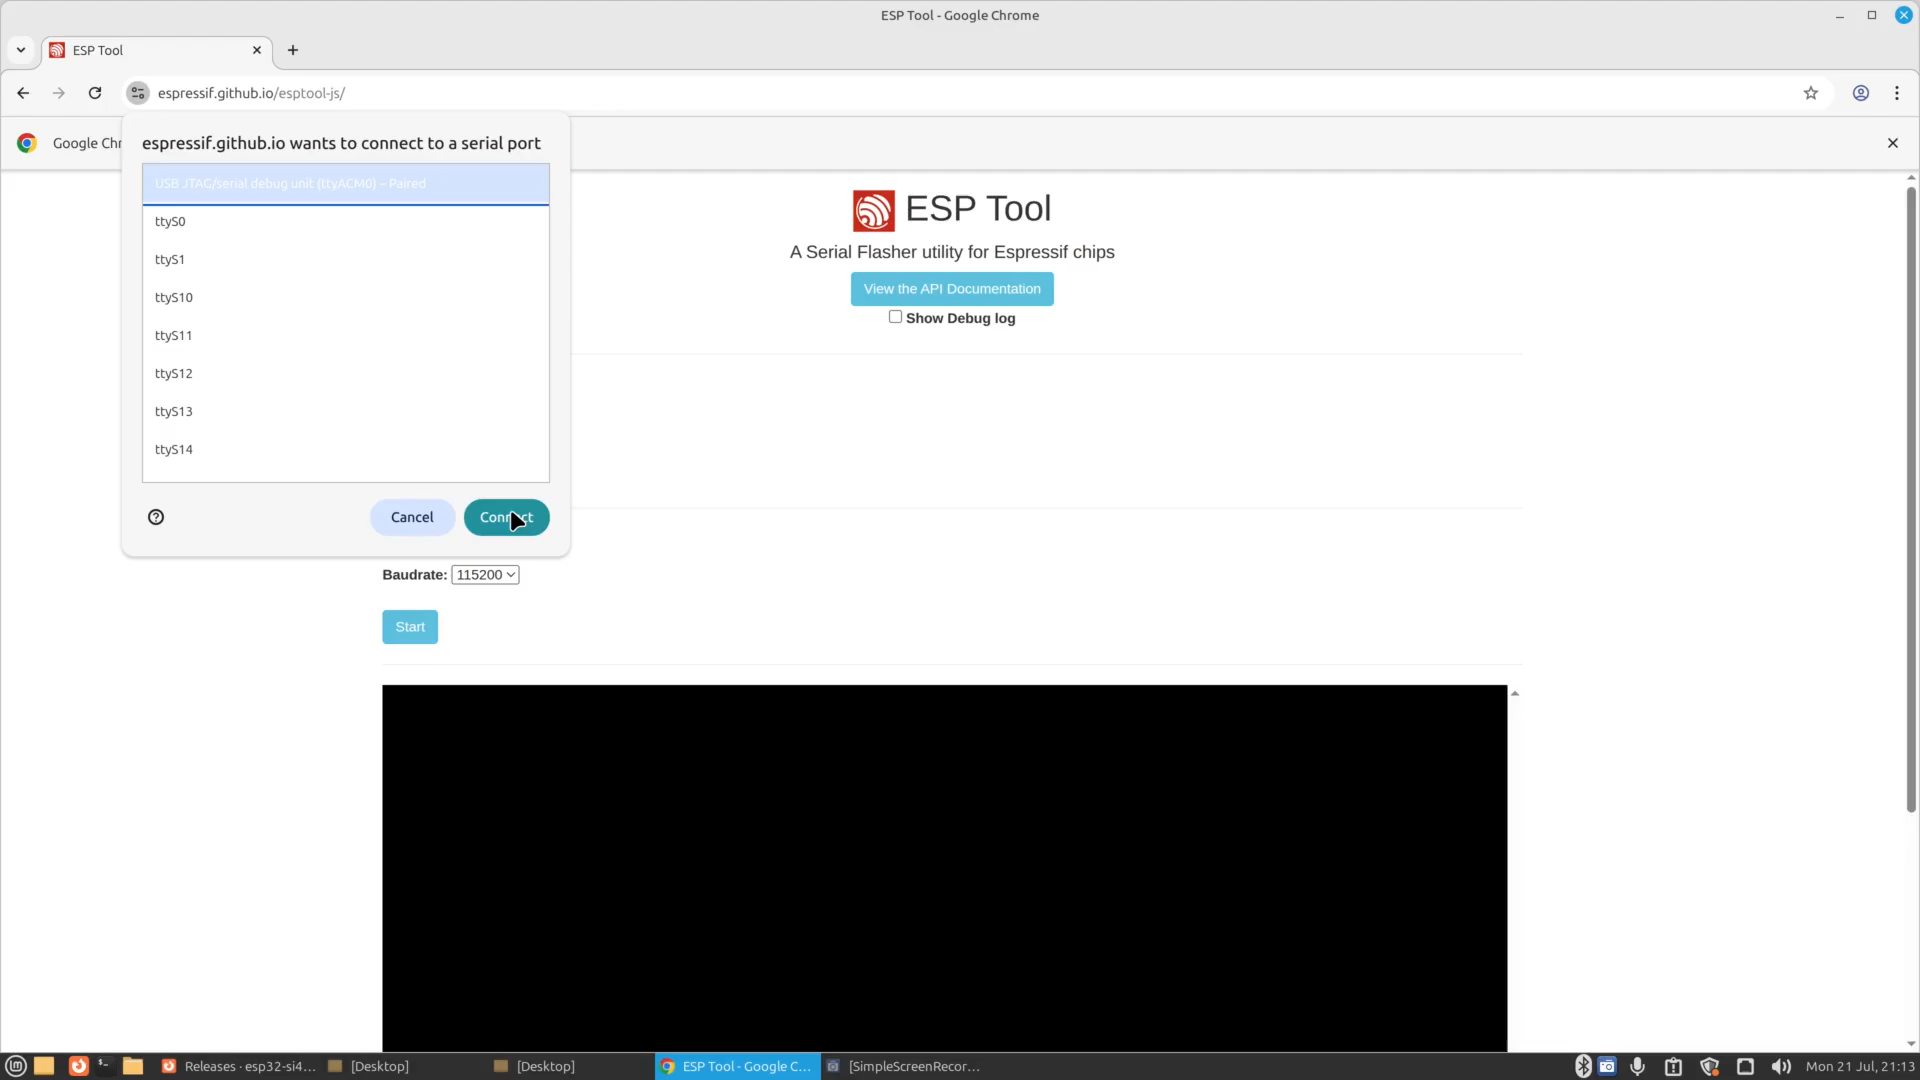 ESP Tool - Google Chrome
ESP Tool
espressif.github.io/esptool-js/
Google Chr
espressif.github.io wants to connect to a serial port
USB JTAG/serial debug unit (ttyACM0) – Paired
ttyS0
ttyS1
ttyS10
ttyS11
ttyS12
ttyS13
ttyS14
Cancel
Connect
ESP Tool
A Serial Flasher utility for Espressif chips
View the API Documentation
Show Debug log
Baudrate: 115200
Start
Releases · esp32-si4...
[Desktop]
[Desktop]
ESP Tool - Google C...
[SimpleScreenRecor...
Mon 21 Jul, 21:13